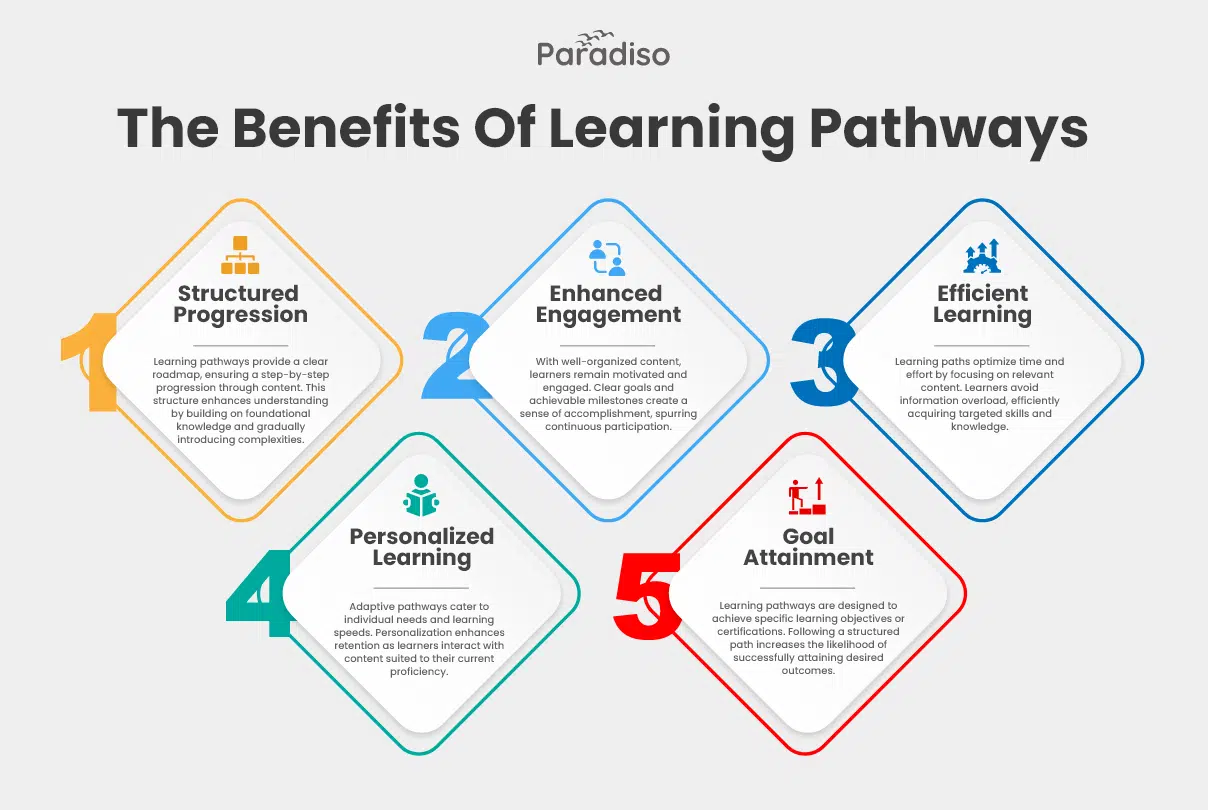 Paradiso
The Benefits Of Learning Pathways
1
Structured
Progression
Learning pathways provide a clear
roadmap, ensuring a step-by-step
progression through content. This
structure enhances understanding
by building on foundational
knowledge and gradually
introducing complexities.
2
Enhanced
Engagement
With well-organized content,
learners remain motivated and
engaged. Clear goals and
achievable milestones create a
sense of accomplishment, spurring
continuous participation.
3
Efficient
Learning
Learning paths optimize time and
effort by focusing on relevant
content. Learners avoid
information overload, efficiently
acquiring targeted skills and
knowledge.
4
Personalized
Learning
Adaptive pathways cater to
individual needs and learning
speeds. Personalization enhances
retention as learners interact with
content suited to their current
proficiency.
5
Goal
Attainment
Learning pathways are designed to
achieve specific learning objectives or
certifications. Following a structured
path increases the likelihood of
successfully attaining desired
outcomes.